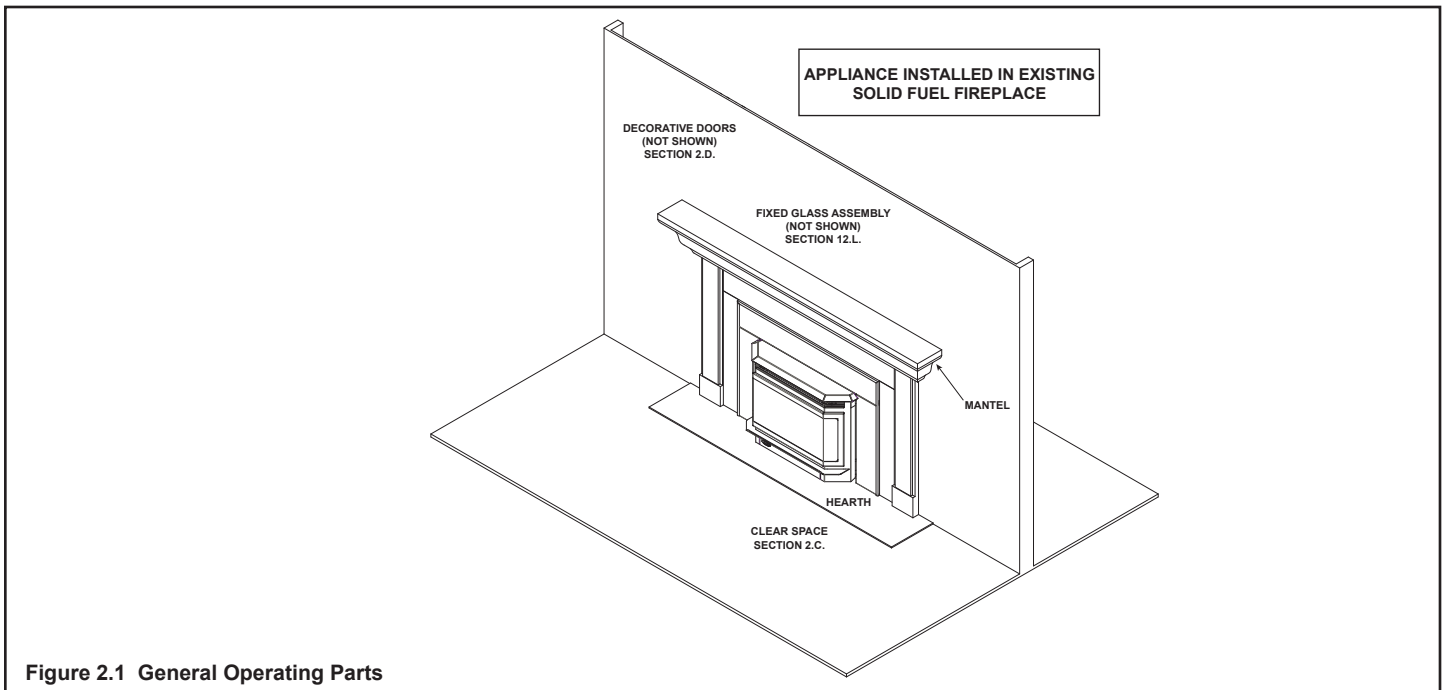 APPLIANCE INSTALLED IN EXISTING
SOLID FUEL FIREPLACE
DECORATIVE DOORS
(NOT SHOWN)
SECTION 2.D.
FIXED GLASS ASSEMBLY
(NOT SHOWN)
SECTION 12.L.
MANTEL
HEARTH
CLEAR SPACE
SECTION 2.C.
Figure 2.1 General Operating Parts